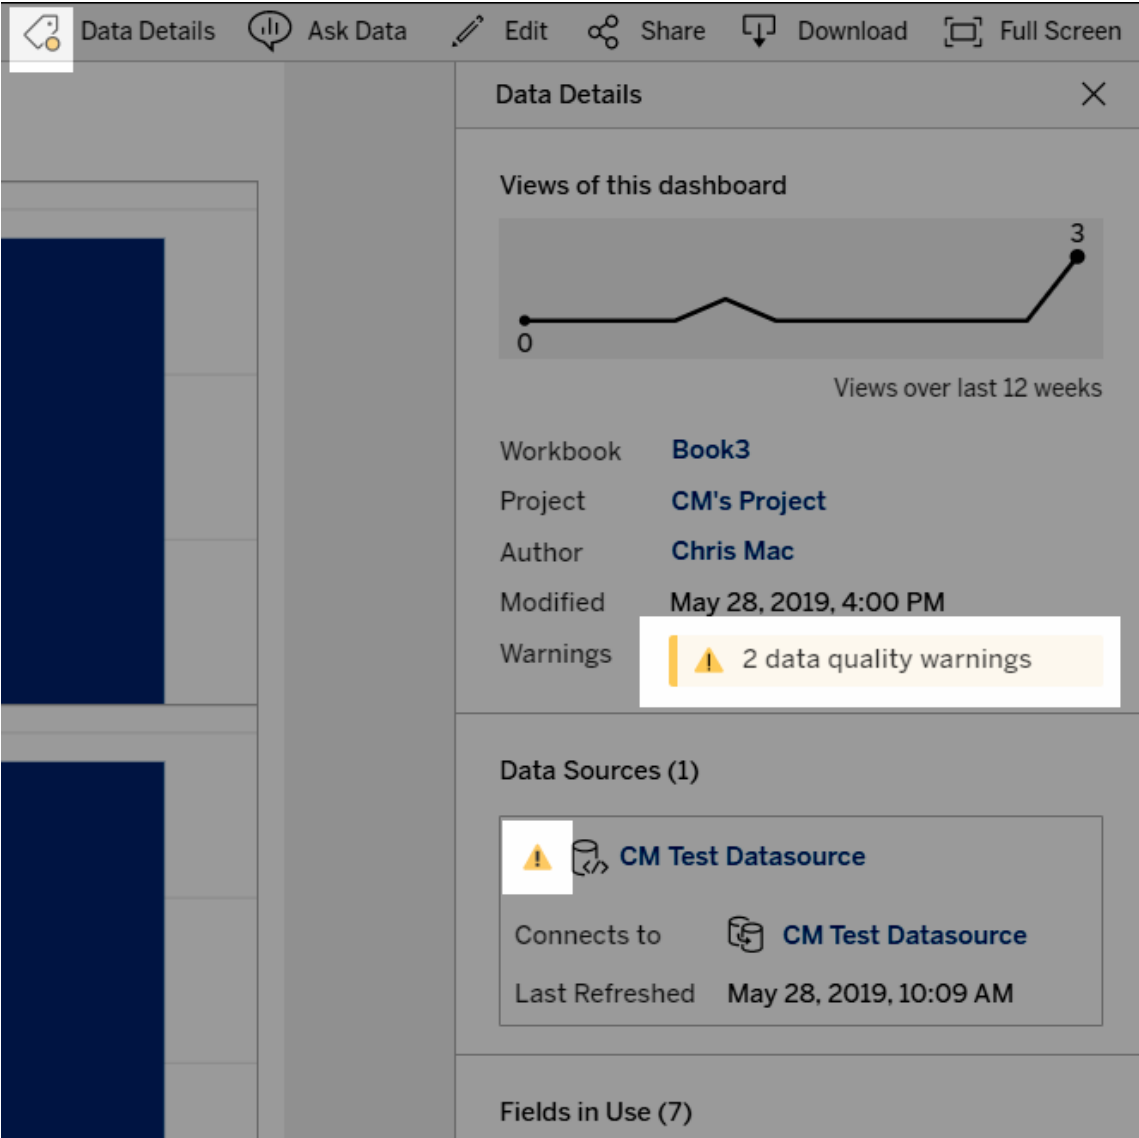 Data Details Ask Data Edit Share Download Full Screen
Data Details
Views of this dashboard
3
0
Views over last 12 weeks
Workbook Book3
Project CM's Project
Author Chris Mac
Modified May 28, 2019, 4:00 PM
Warnings 2 data quality warnings
Data Sources (1)
CM Test Datasource
Connects to CM Test Datasource
Last Refreshed May 28, 2019, 10:09 AM
Fields in Use (7)